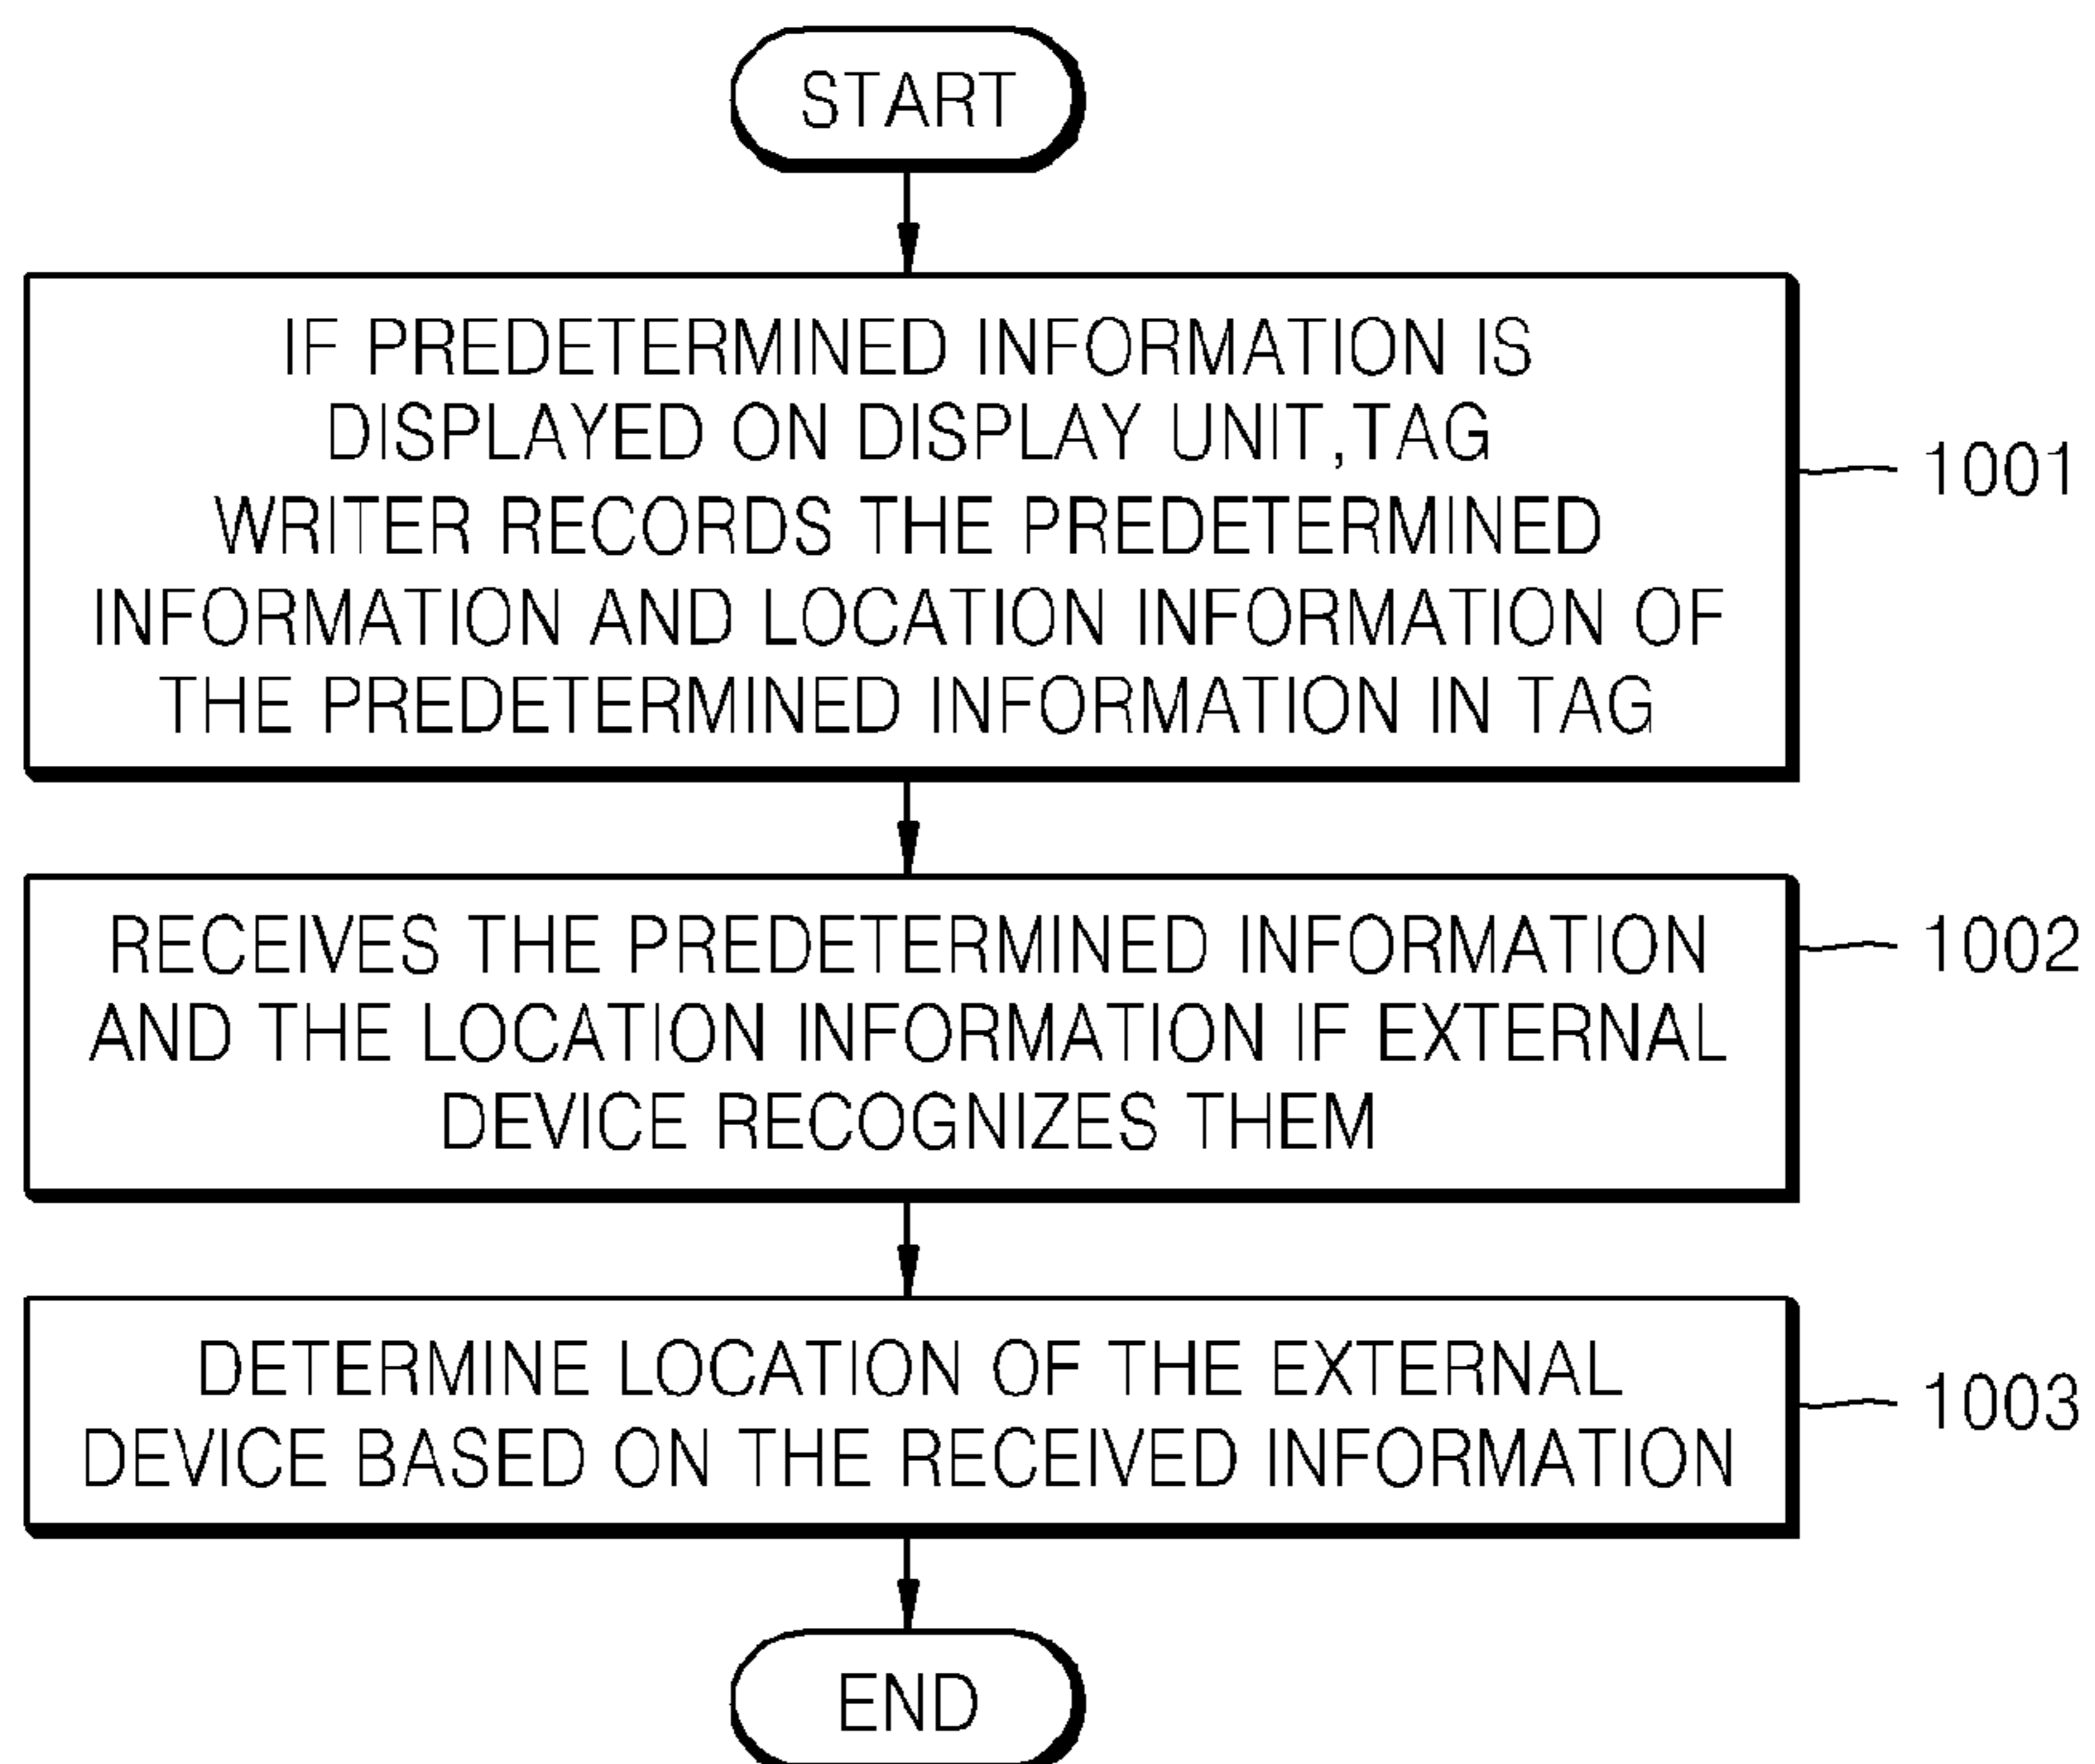 START
IF PREDETERMINED INFORMATION IS
DISPLAYED ON DISPLAY UNIT,TAG
WRITER RECORDS THE PREDETERMINED
INFORMATION AND LOCATION INFORMATION OF
THE PREDETERMINED INFORMATION IN TAG
1001
RECEIVES THE PREDETERMINED INFORMATION
AND THE LOCATION INFORMATION IF EXTERNAL
DEVICE RECOGNIZES THEM
1002
DETERMINE LOCATION OF THE EXTERNAL
DEVICE BASED ON THE RECEIVED INFORMATION
1003
END